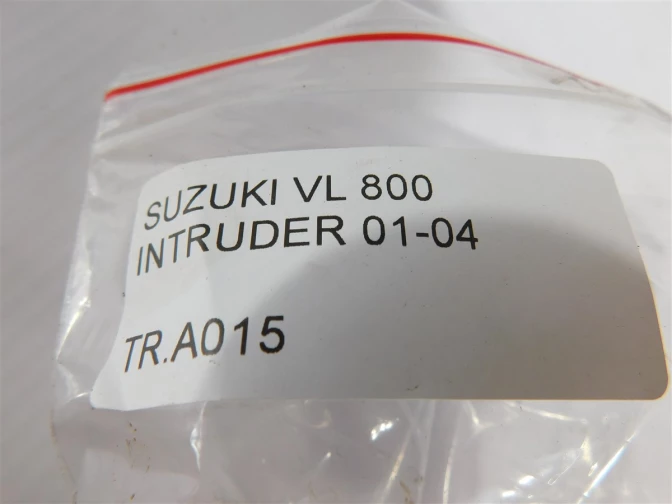 SUZUKI VL 800
INTRUDER 01-04
TR.A015